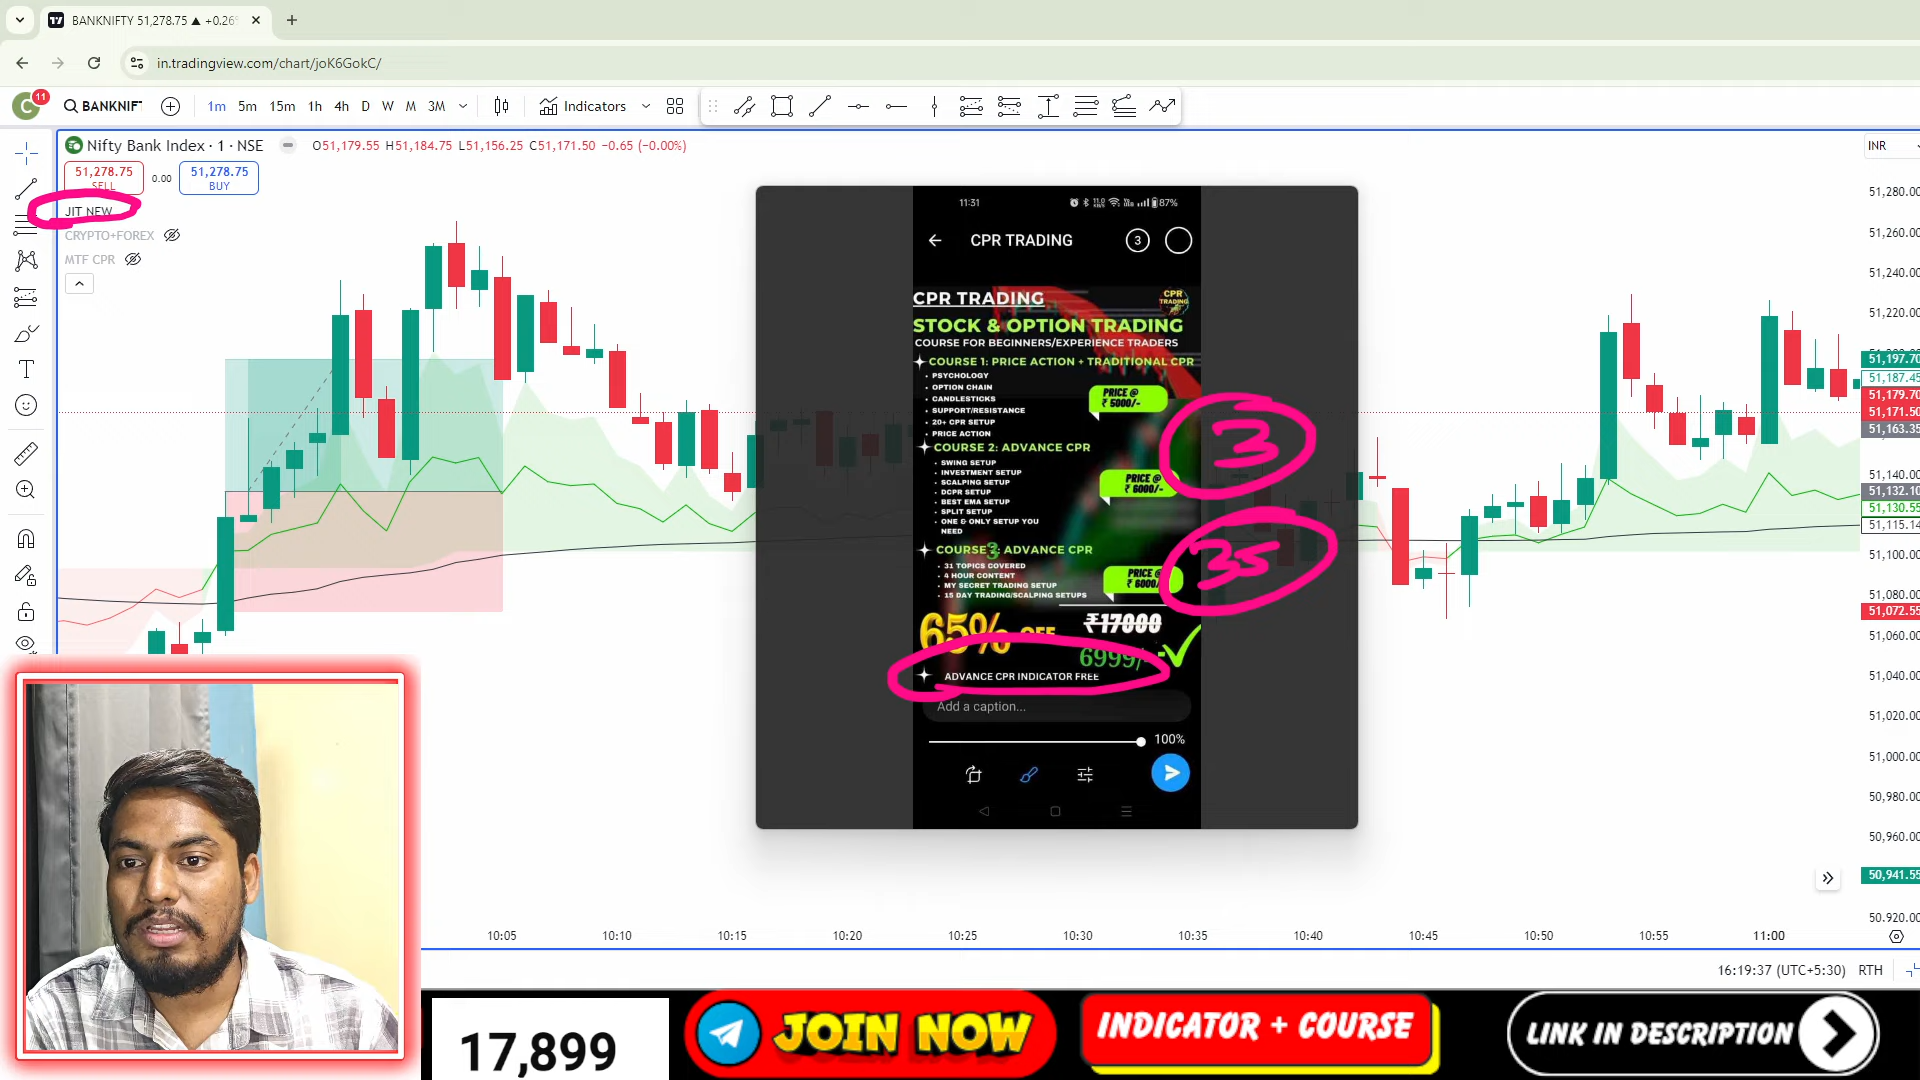 BANKNIFTY 51,278.75 ▲ +0.26
in.tradingview.com/chart/joK6GokC/
C 11 BANKNIF 1m 5m 15m 1h 4h D W M 3M Indicators
Nifty Bank Index · 1 · NSE O51,179.55 H51,184.75 L51,156.25 C51,171.50 −0.65 (−0.00%) INR
51,278.75 SELL 0.00 51,278.75 BUY
JIT NEW
CRYPTO+FOREX
MTF CPR
11:31 87%
CPR TRADING 3
CPR TRADING
CPR TRADING
STOCK & OPTION TRADING
COURSE FOR BEGINNERS/EXPERIENCE TRADERS
COURSE 1: PRICE ACTION + TRADITIONAL CPR
PSYCHOLOGY
OPTION CHAIN
CANDLESTICKS
SUPPORT/RESISTANCE
20+ CPR SETUP
PRICE ACTION
PRICE @
₹ 5000/-
COURSE 2: ADVANCE CPR
SWING SETUP
INVESTMENT SETUP
SCALPING SETUP
DCPR SETUP
BEST EMA SETUP
SPLIT SETUP
ONE & ONLY SETUP YOU
NEED
PRICE @
₹ 6000/-
3
COURSE 3: ADVANCE CPR
31 TOPICS COVERED
4 HOUR CONTENT
MY SECRET TRADING SETUP
15 DAY TRADING/SCALPING SETUPS
PRICE @
₹ 6000/
35
65% OFF ₹17000
6999/-
ADVANCE CPR INDICATOR FREE
Add a caption...
100%
51,280.00
51,260.00
51,240.00
51,220.00
51,197.70
51,187.45
51,179.70
51,171.50
51,163.35
51,140.00
51,132.10
51,130.55
51,115.14
51,100.00
51,080.00
51,072.55
51,060.00
51,040.00
51,020.00
51,000.00
50,980.00
50,960.00
50,941.55
50,920.00
10:05 10:10 10:15 10:20 10:25 10:30 10:35 10:40 10:45 10:50 10:55 11:00
16:19:37 (UTC+5:30) RTH
17,899
JOIN NOW
INDICATOR + COURSE
LINK IN DESCRIPTION